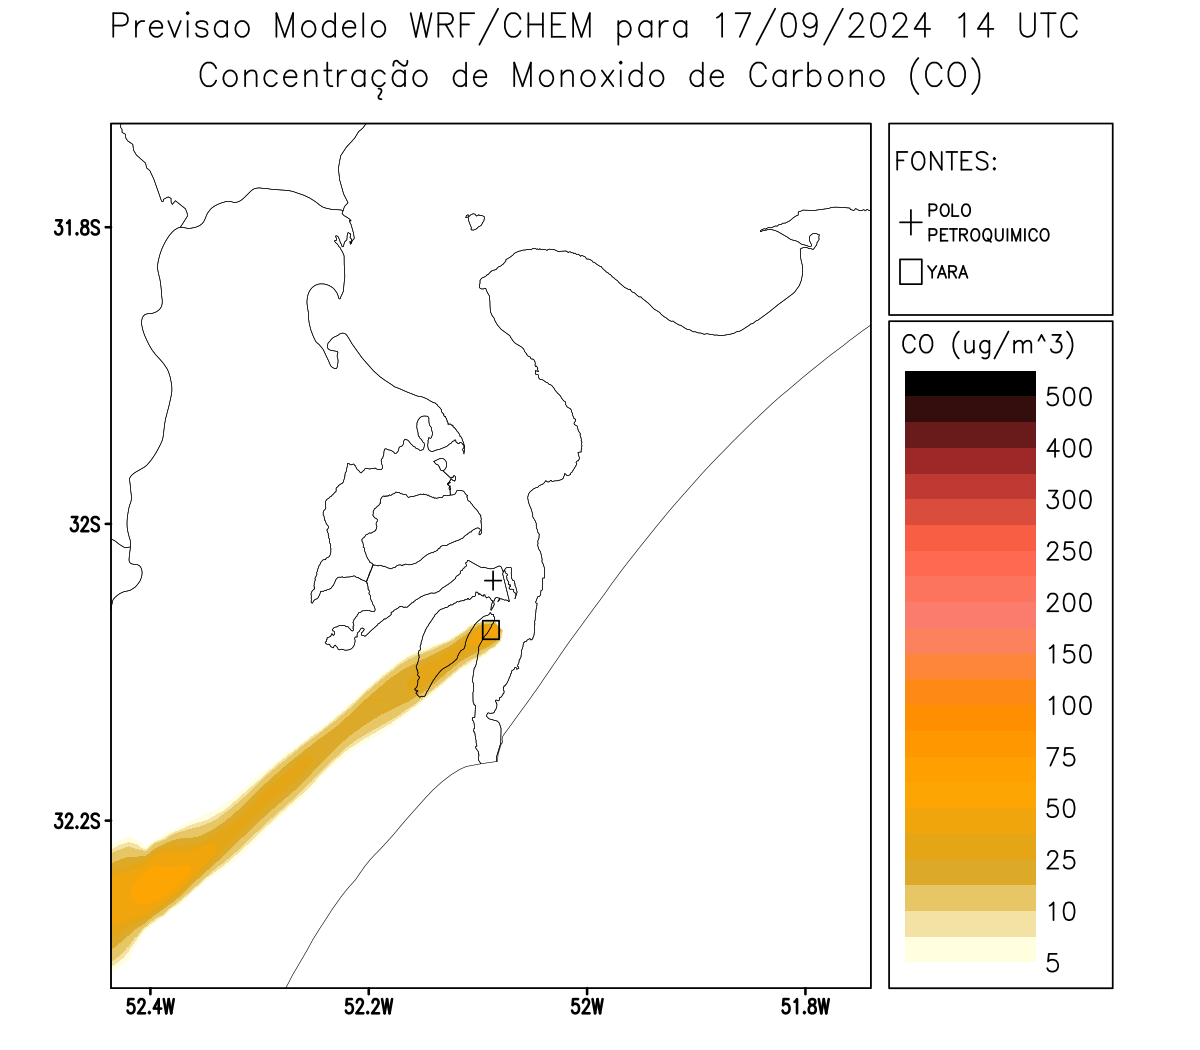 Previsao Modelo WRF/CHEM para 17/09/2024 14 UTC
Concentração de Monoxido de Carbono (CO)
FONTES:
POLO
PETROQUIMICO
YARA
CO (ug/m^3)
500
400
300
250
200
150
100
75
50
25
10
5
31.8S
32S
32.2S
52.4W
52.2W
52W
51.8W